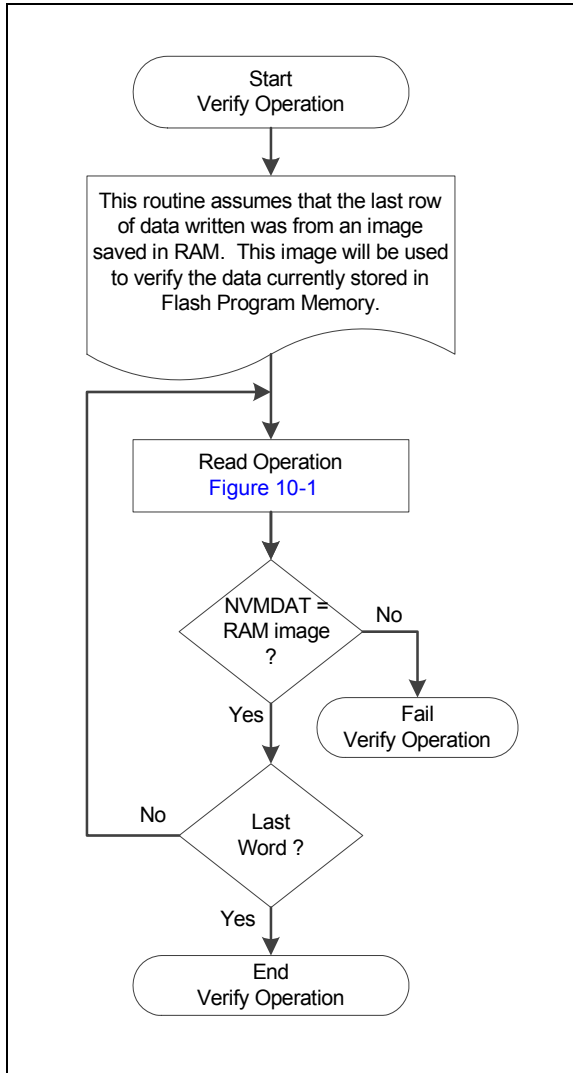 Start
Verify Operation
This routine assumes that the last row
of data written was from an image
saved in RAM. This image will be used
to verify the data currently stored in
Flash Program Memory.
Read Operation
Figure 10-1
NVMDAT =
RAM image
?
No
Yes
Fail
Verify Operation
No
Last
Word ?
Yes
End
Verify Operation